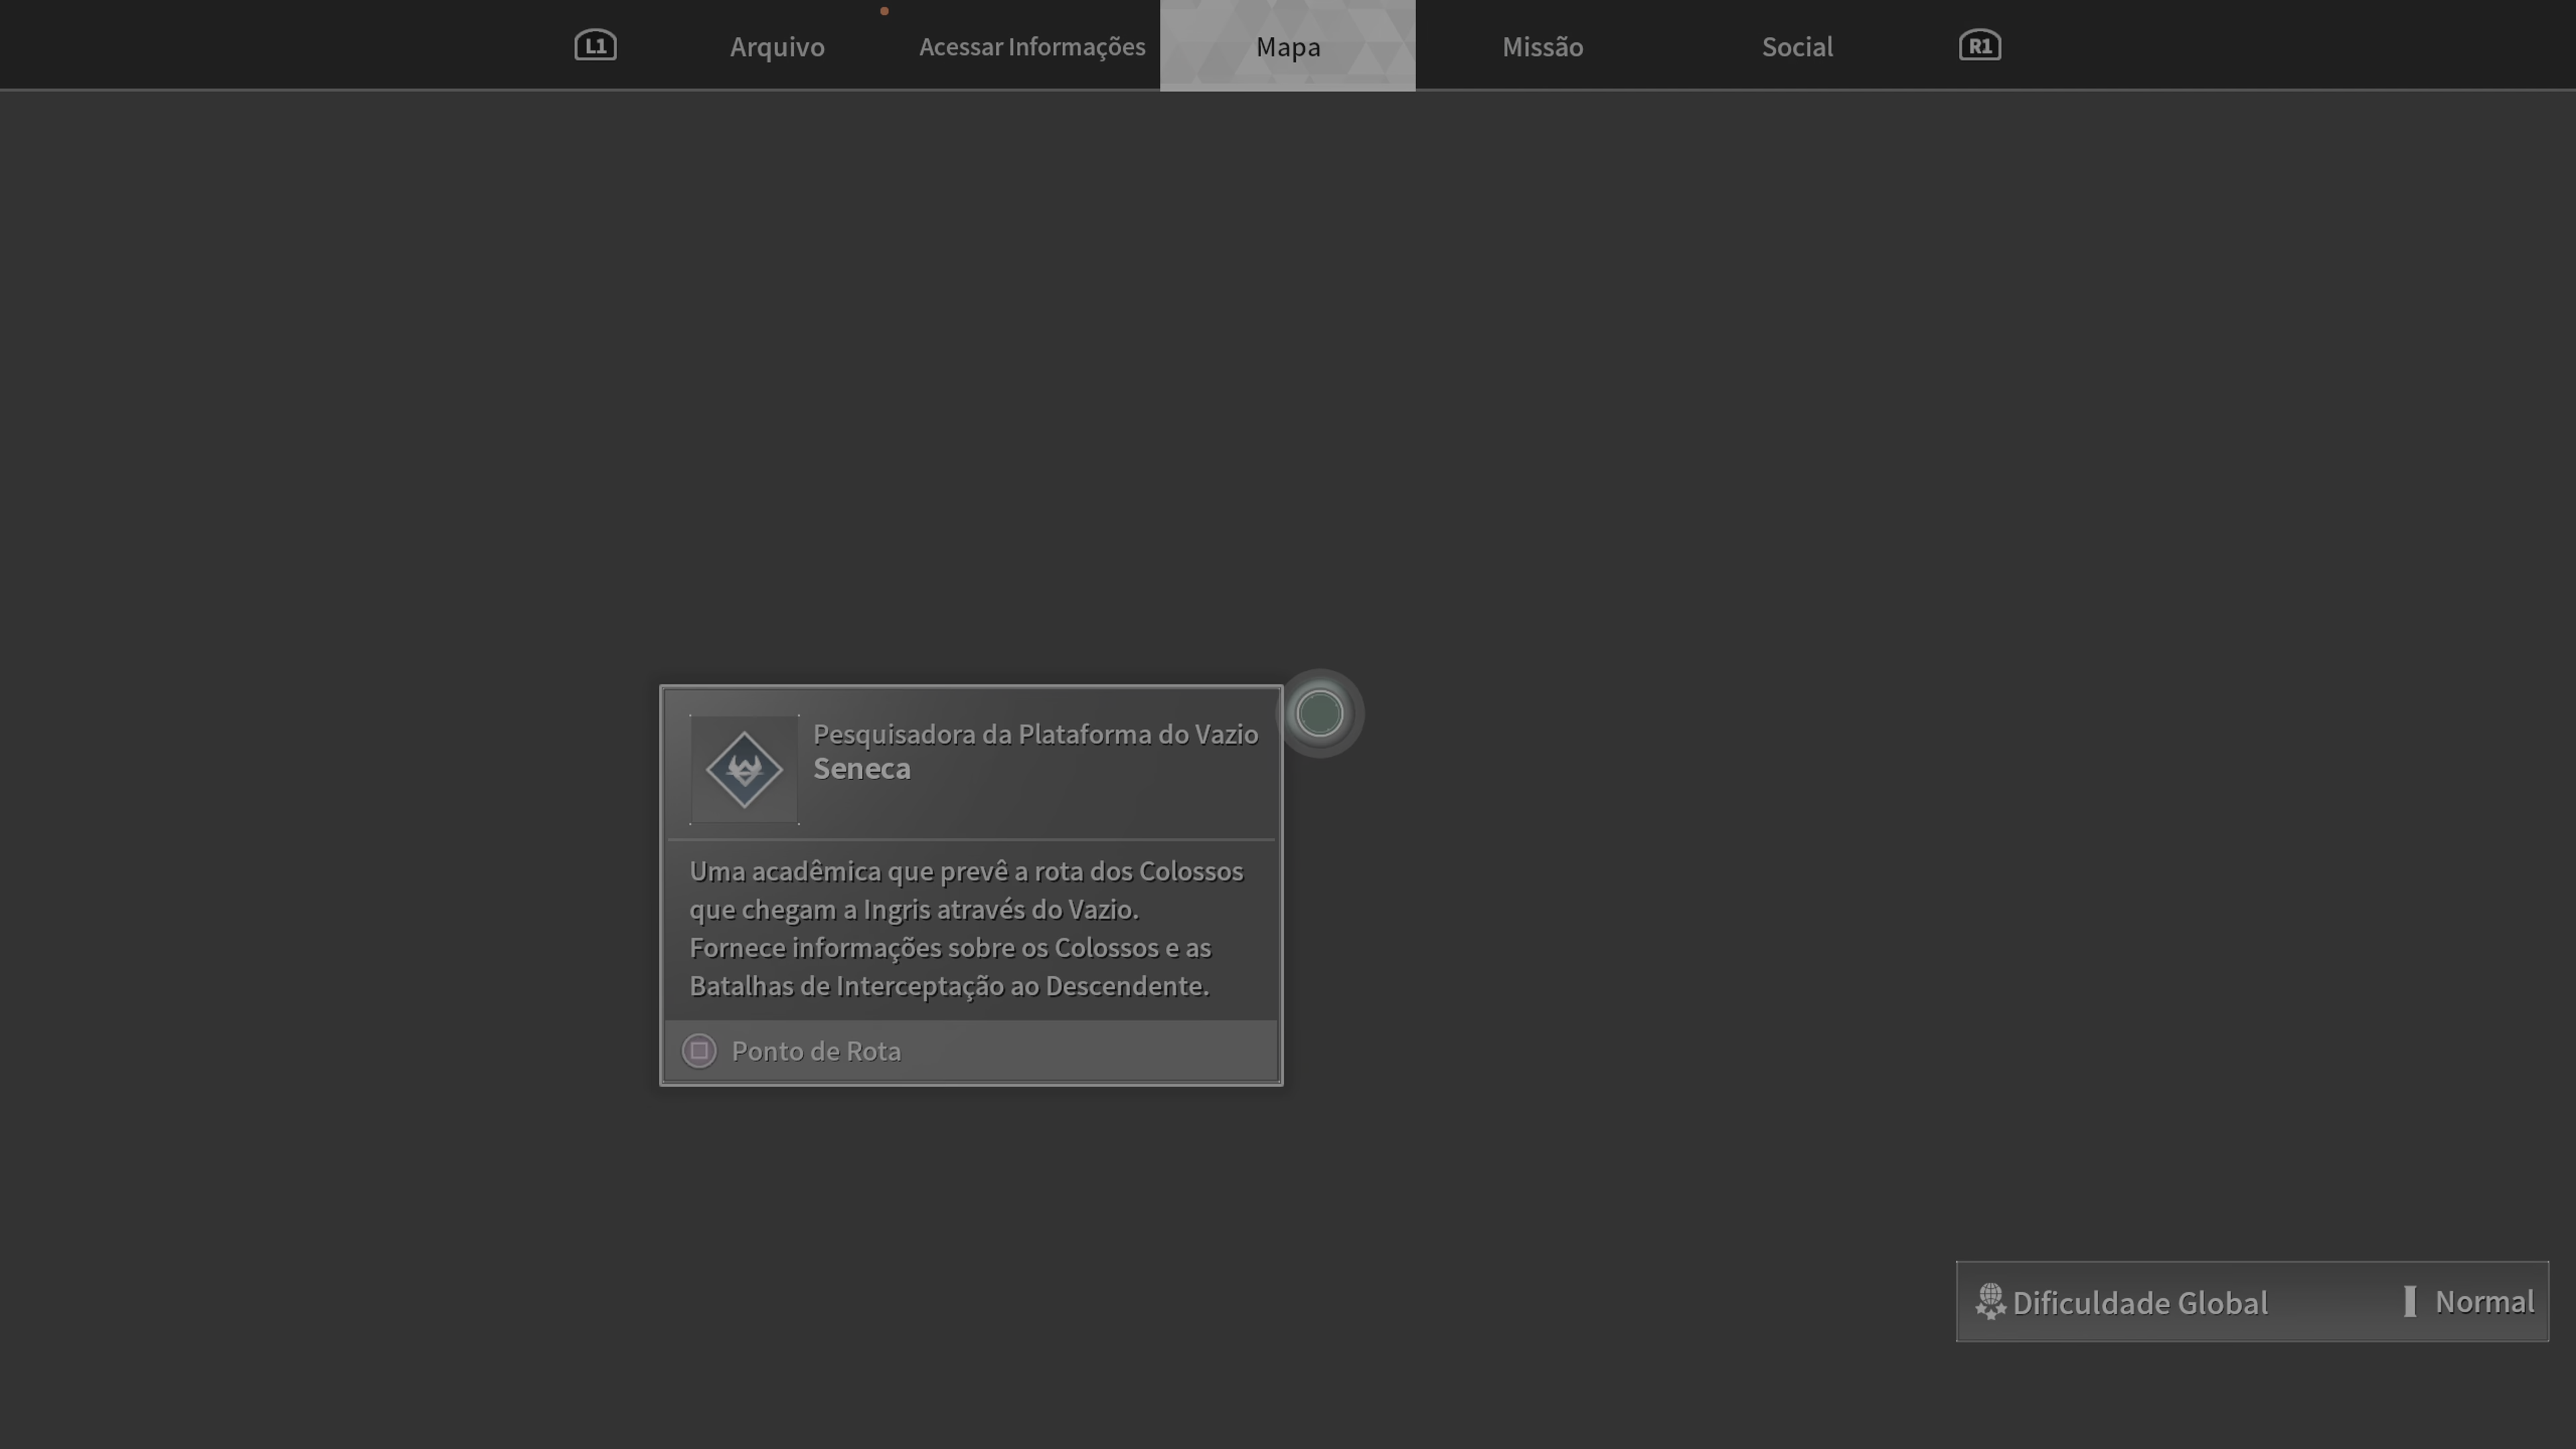 L1 Arquivo Acessar Informações Mapa Missão Social R1
Pesquisadora da Plataforma do Vazio
Seneca
Uma acadêmica que prevê a rota dos Colossos
que chegam a Ingris através do Vazio.
Fornece informações sobre os Colossos e as
Batalhas de Interceptação ao Descendente.
Ponto de Rota
Dificuldade Global I Normal